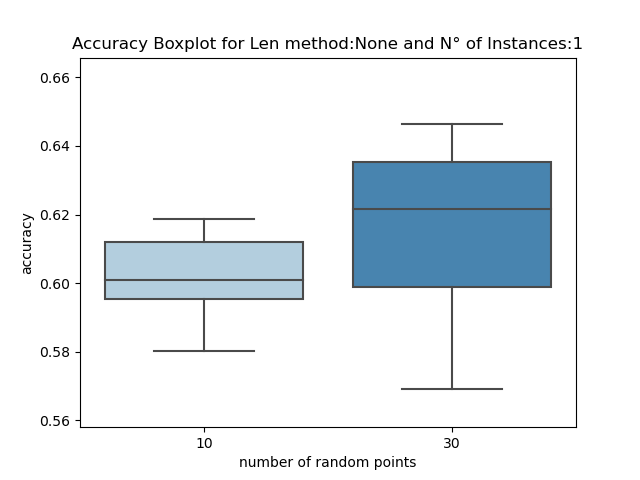 Accuracy Boxplot for Len method:None and N° of Instances:1
0.66
0.64
0.62
0.60
0.58
0.56
accuracy
10 30
number of random points